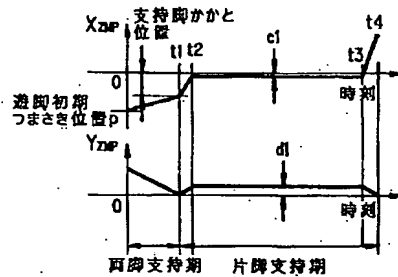 支持脚かかと
位置
XZMP
t1
t2
e1
t3
t4
0
時刻
遊脚初期
つまさき位置p
YZMP
d1
0
時刻
両脚支持期
片脚支持期